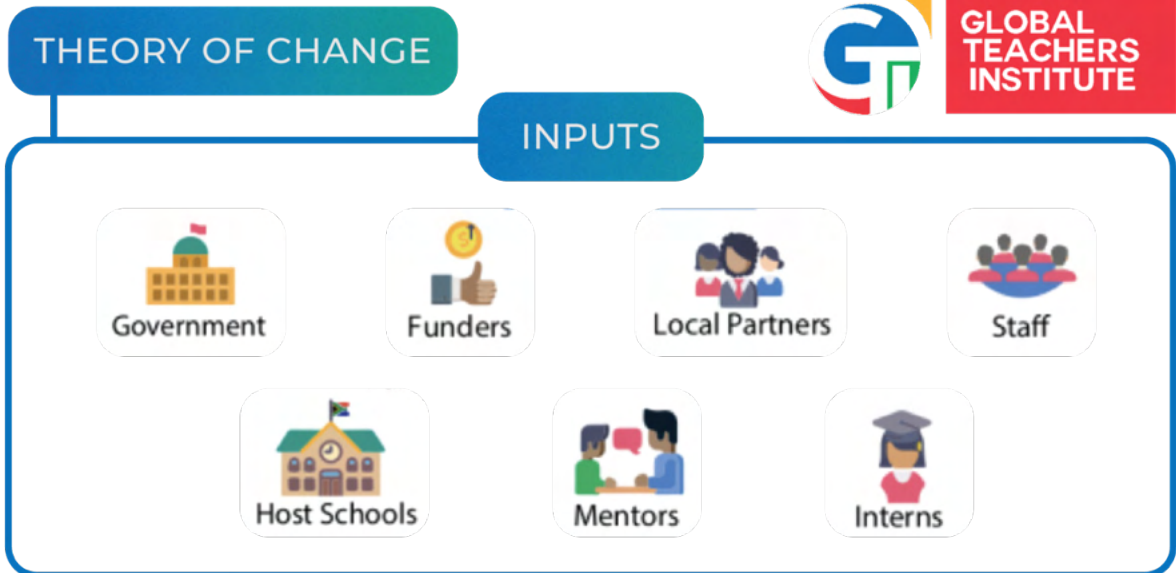 THEORY OF CHANGE
GLOBAL
TEACHERS
INSTITUTE
INPUTS
Government
Funders
Local Partners
Staff
Host Schools
Mentors
Interns